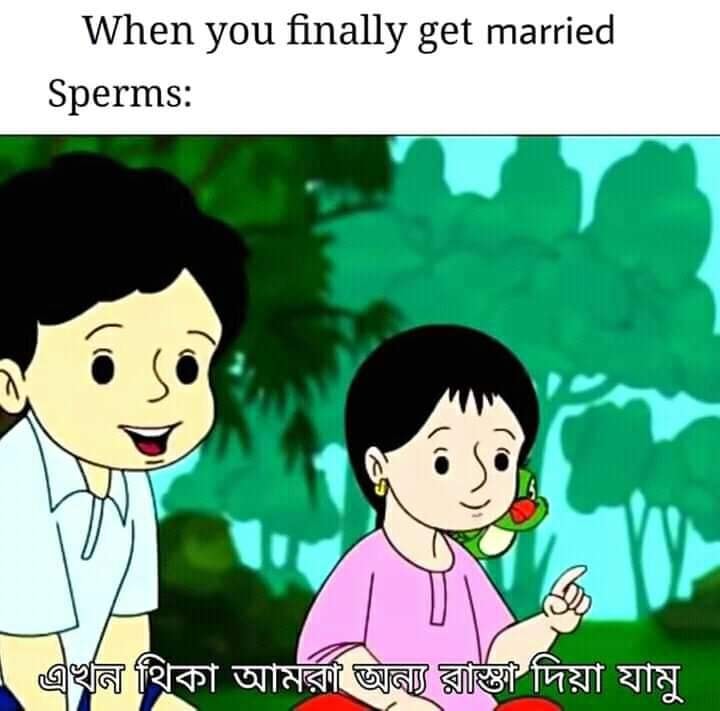 When you finally get married
Sperms:
এখন থিকা আমরা অন্য রাস্তা দিয়া যামু